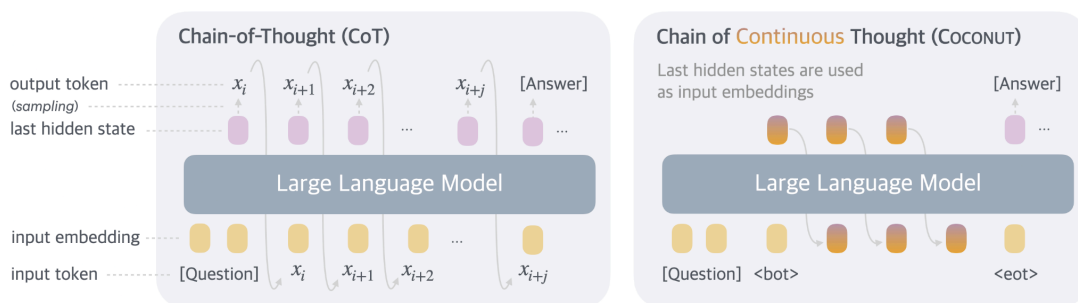 Chain-of-Thought (CoT)
output token x_i x_{i+1} x_{i+2} x_{i+j} [Answer]
(sampling)
last hidden state ... ...
Large Language Model
input embedding ...
input token [Question] x_i x_{i+1} x_{i+2} x_{i+j}
Chain of Continuous Thought (COCONUT)
Last hidden states are used
as input embeddings
[Answer]
...
Large Language Model
[Question] <bot> <eot>